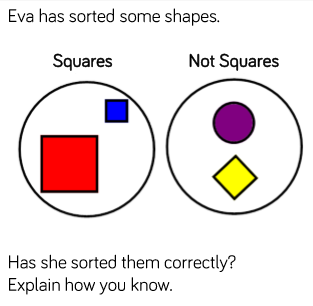 Eva has sorted some shapes.
Squares Not Squares
Has she sorted them correctly?
Explain how you know.